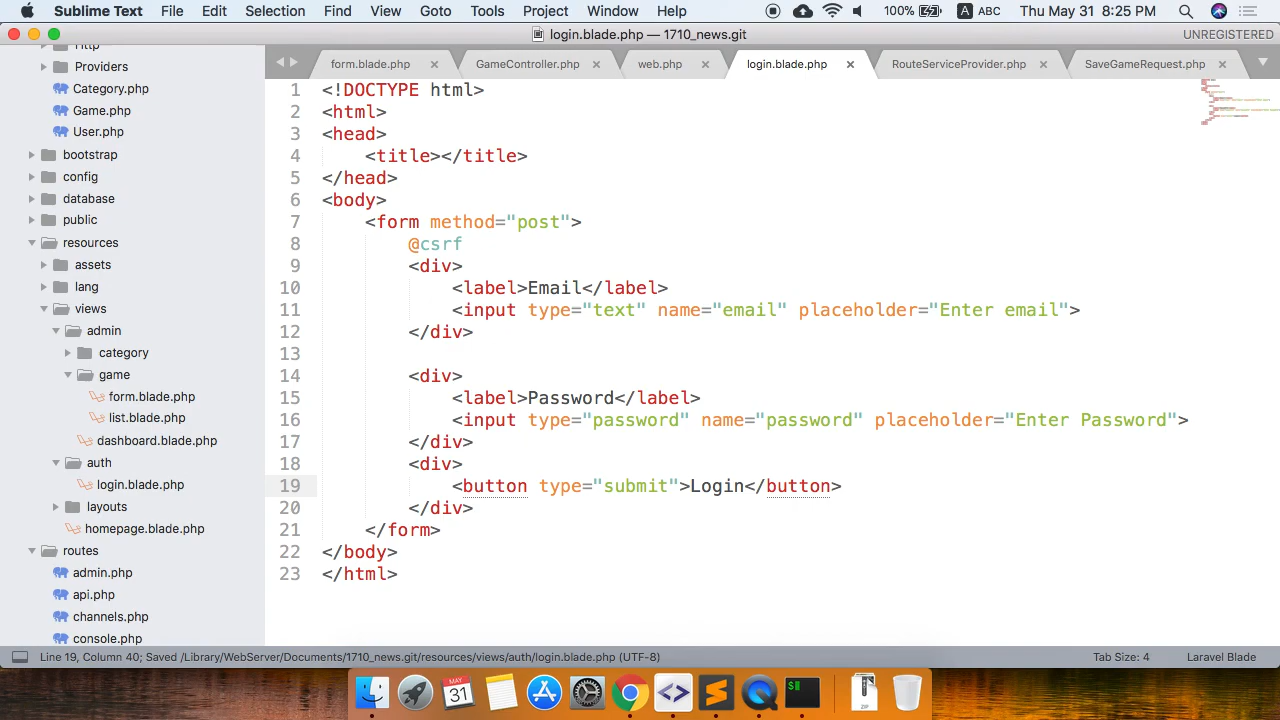 Sublime Text File Edit Selection Find View Goto Tools Project Window Help 100% A ABC Thu May 31 8:25 PM
login.blade.php — 1710_news.git UNREGISTERED
form.blade.php GameController.php web.php login.blade.php RouteServiceProvider.php SaveGameRequest.php
Http
Providers
Category.php
Game.php
User.php
bootstrap
config
database
public
resources
assets
lang
views
admin
category
game
form.blade.php
list.blade.php
dashboard.blade.php
auth
login.blade.php
layouts
homepage.blade.php
routes
admin.php
api.php
channels.php
console.php
1 <!DOCTYPE html>
2 <html>
3 <head>
4 <title></title>
5 </head>
6 <body>
7 <form method="post">
8 @csrf
9 <div>
10 <label>Email</label>
11 <input type="text" name="email" placeholder="Enter email">
12 </div>
13
14 <div>
15 <label>Password</label>
16 <input type="password" name="password" placeholder="Enter Password">
17 </div>
18 <div>
19 <button type="submit">Login</button>
20 </div>
21 </form>
22 </body>
23 </html>
Line 19, Column 40; Saved /Library/WebServer/Documents/1710_news.git/resources/views/auth/login.blade.php (UTF-8) Tab Size: 4 Laravel Blade
MAY
31
$
ZIP